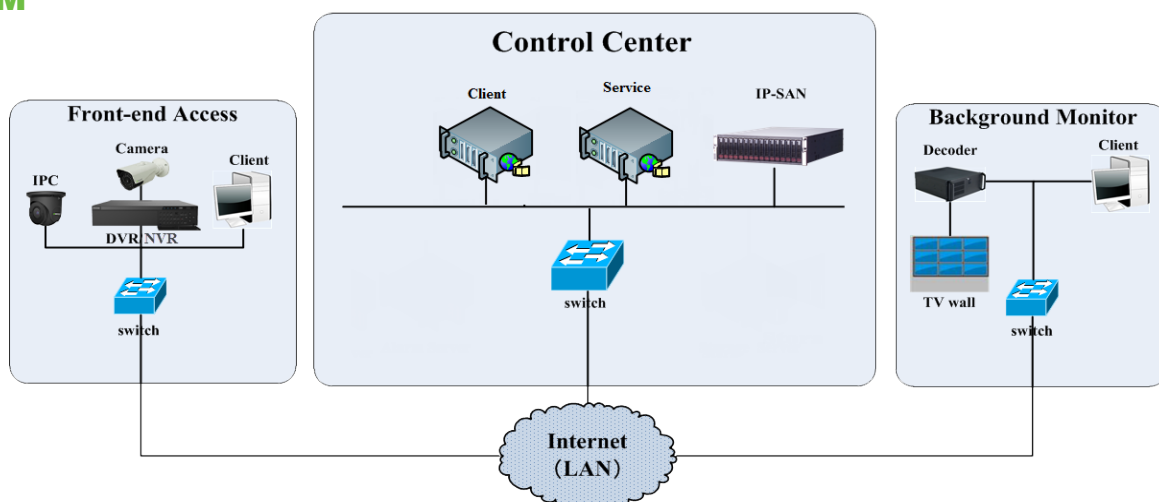 M
Control Center
Client
Service
IP-SAN
Front-end Access
Camera
Client
IPC
DVR/NVR
switch
switch
Background Monitor
Decoder
Client
TV wall
switch
Internet
(LAN)